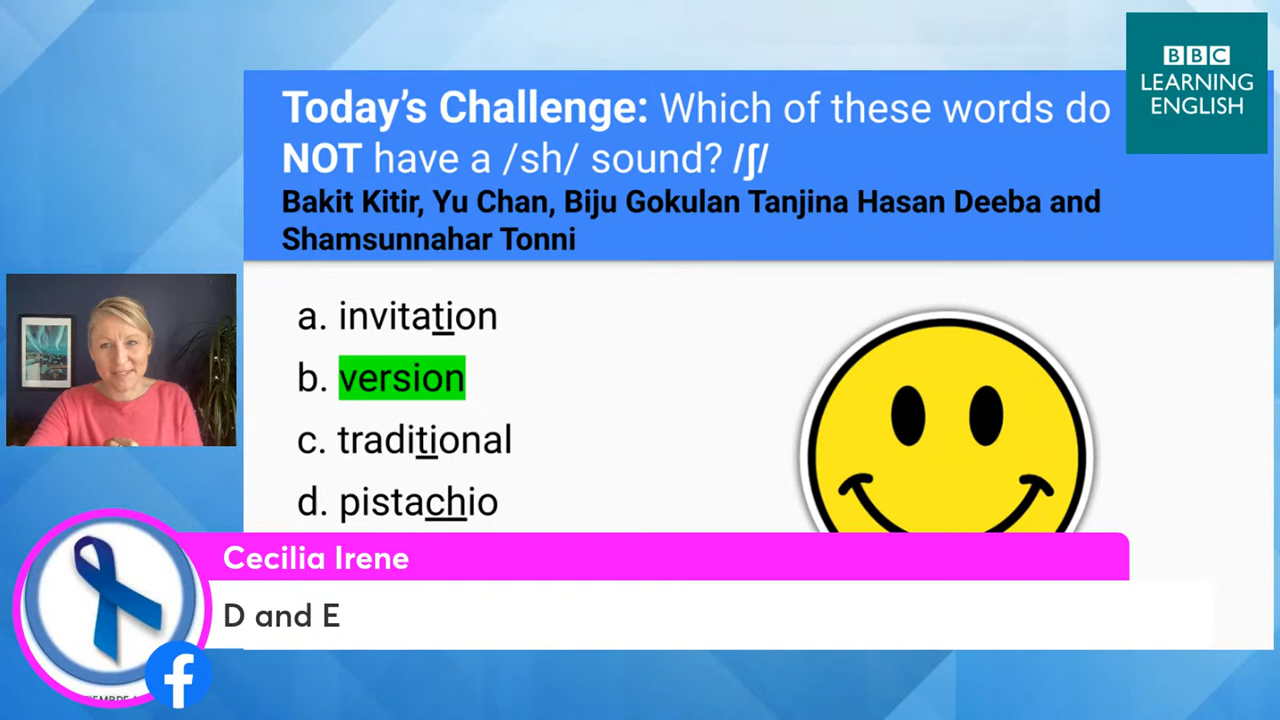 BBC
LEARNING
ENGLISH
Today's Challenge: Which of these words do
NOT have a /sh/ sound? /ʃ/
Bakit Kitir, Yu Chan, Biju Gokulan Tanjina Hasan Deeba and
Shamsunnahar Tonni
a. invitation
b. version
c. traditional
d. pistachio
Cecilia Irene
D and E